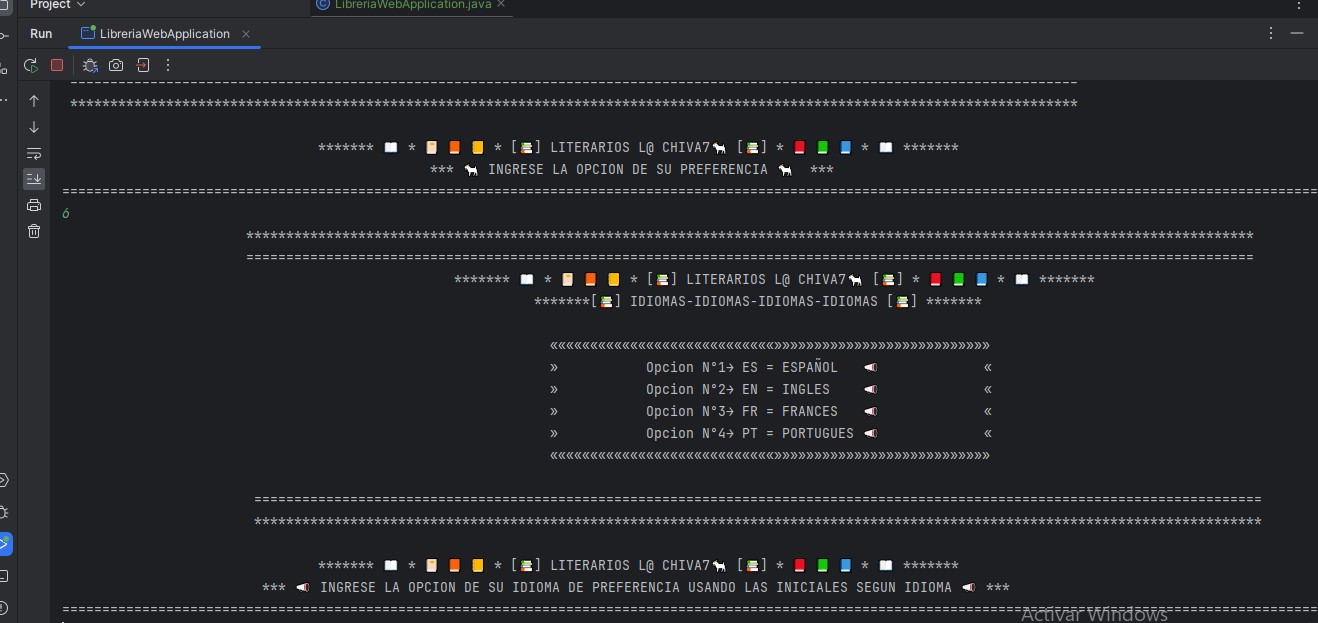 Project
LibreriaWebApplication.java
Run LibreriaWebApplication
******* 📖 * 📔 📙 📒 * [📚] LITERARIOS L@ CHIVA7🐐 [📚] * 📕 📗 📘 * 📖 *******
*** 🐐 INGRESE LA OPCION DE SU PREFERENCIA 🐐 ***
6
******* 📖 * 📔 📙 📒 * [📚] LITERARIOS L@ CHIVA7🐐 [📚] * 📕 📗 📘 * 📖 *******
*******[📚] IDIOMAS-IDIOMAS-IDIOMAS-IDIOMAS [📚] *******
««««««««««««««««««««««««««««»»»»»»»»»»»»»»»»»»»»»»»»»»»
» Opcion N°1→ ES = ESPAÑOL 📢 «
» Opcion N°2→ EN = INGLES 📢 «
» Opcion N°3→ FR = FRANCES 📢 «
» Opcion N°4→ PT = PORTUGUES 📢 «
««««««««««««««««««««««««««««»»»»»»»»»»»»»»»»»»»»»»»»»»»
******* 📖 * 📔 📙 📒 * [📚] LITERARIOS L@ CHIVA7🐐 [📚] * 📕 📗 📘 * 📖 *******
*** 📢 INGRESE LA OPCION DE SU IDIOMA DE PREFERENCIA USANDO LAS INICIALES SEGUN IDIOMA 📢 ***
Activar Windows